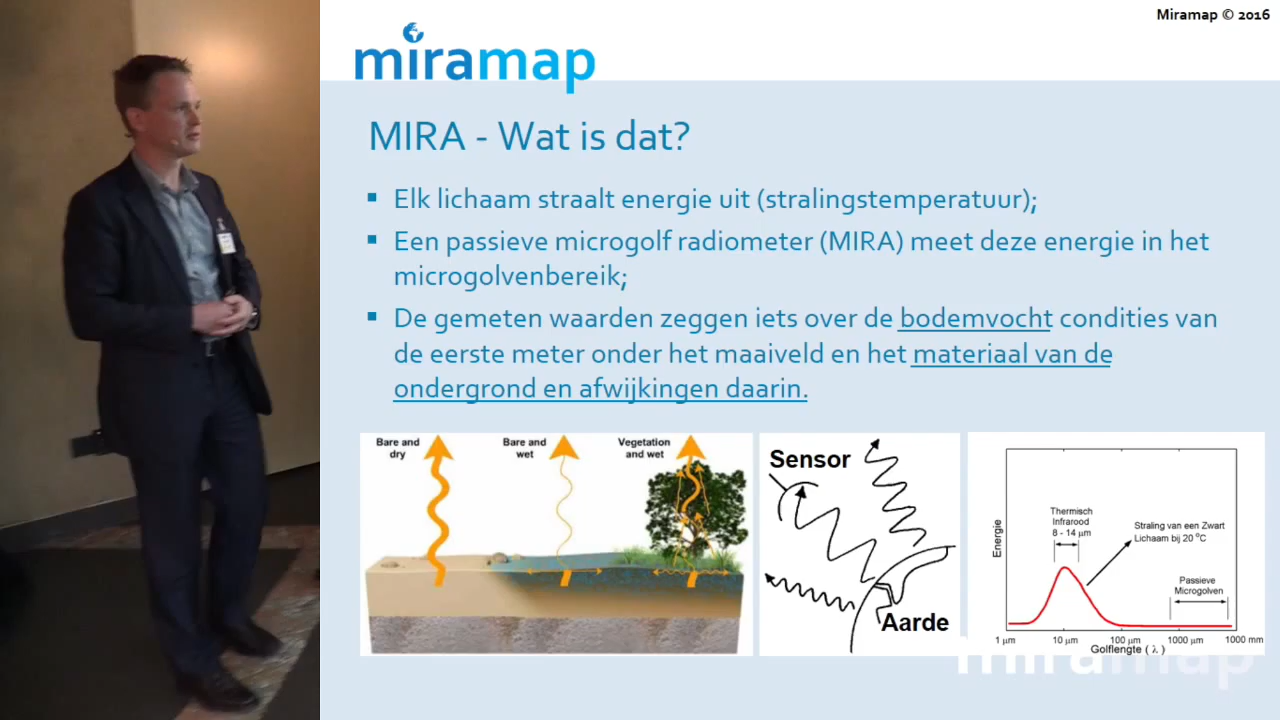 Miramap © 2016
miramap
MIRA - Wat is dat?
▪ Elk lichaam straalt energie uit (stralingstemperatuur);
▪ Een passieve microgolf radiometer (MIRA) meet deze energie in het
microgolvenbereik;
▪ De gemeten waarden zeggen iets over de bodemvocht condities van
de eerste meter onder het maaiveld en het materiaal van de
ondergrond en afwijkingen daarin.
Bare and
dry
Bare and
wet
Vegetation
and wet
Sensor
Aarde
Energie
Thermisch
Infrarood
8 - 14 µm
Straling van een Zwart
Lichaam bij 20 °C
Passieve
Microgolven
1 µm 10 µm 100 µm 1000 µm 1000 mm
Golflengte ( λ )
miramap